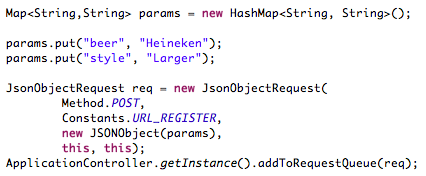 Map<String,String> params = new HashMap<String, String>();
params.put("beer", "Heineken");
params.put("style", "Larger");
JsonObjectRequest req = new JsonObjectRequest(
Method.POST,
Constants.URL_REGISTER,
new JSONObject(params),
this, this);
ApplicationController.getInstance().addToRequestQueue(req);